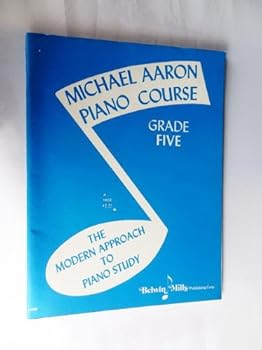 MICHAEL AARON
PIANO COURSE
GRADE
FIVE
THE
MODERN APPROACH
TO
PIANO STUDY
Belwin Mills Publishing Corp.